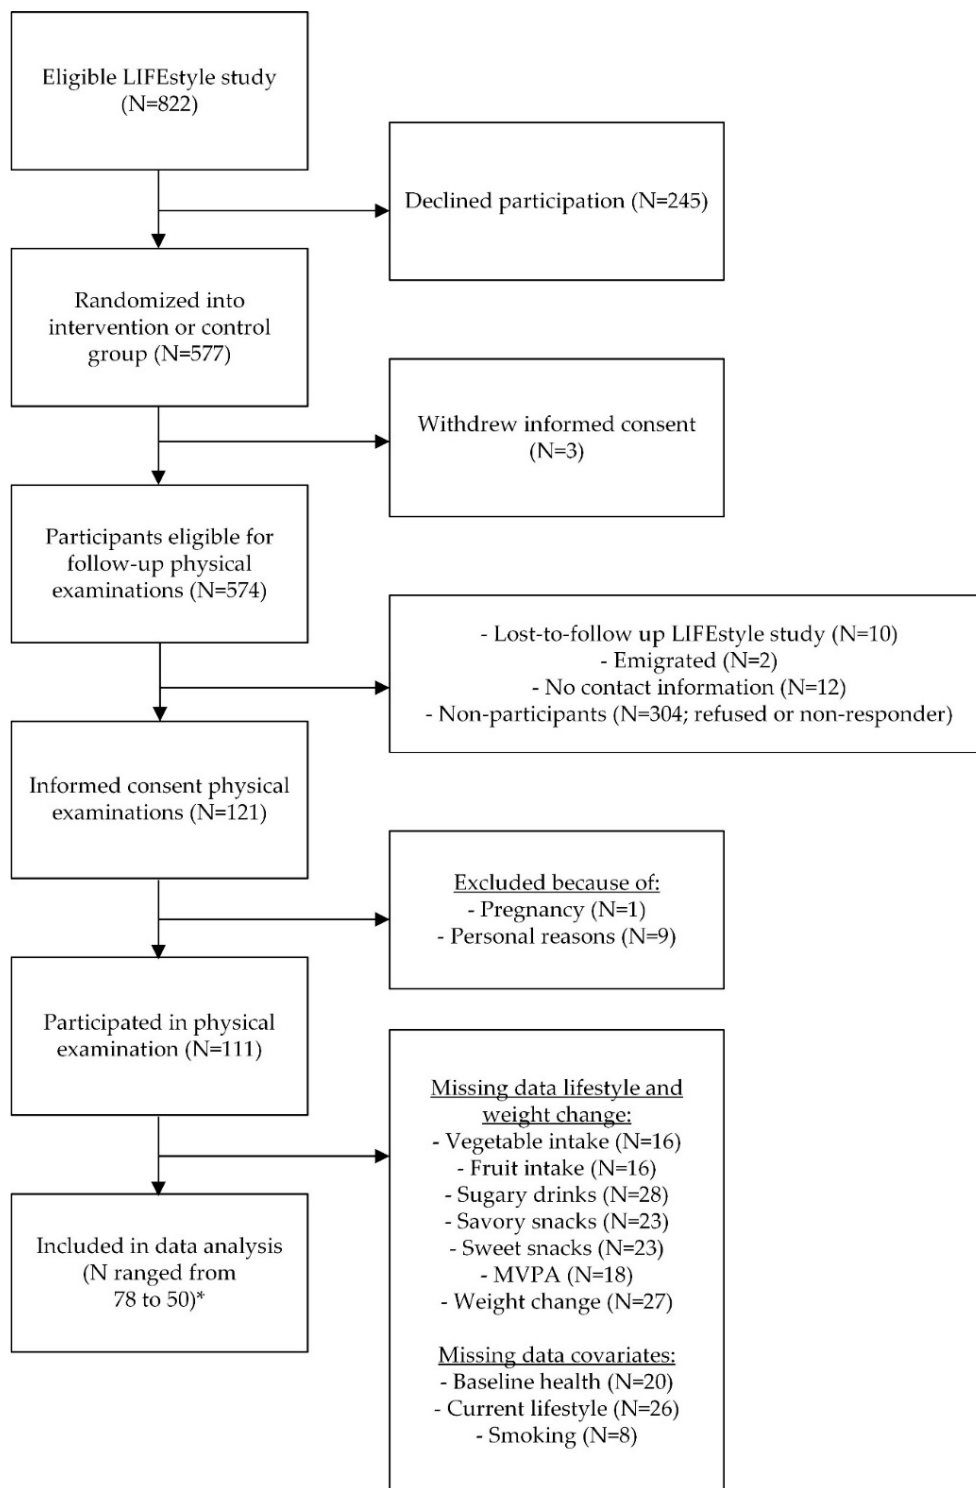 Eligible LIFEstyle study
(N=822)
Declined participation (N=245)
Randomized into
intervention or control
group (N=577)
Withdrew informed consent
(N=3)
Participants eligible for
follow-up physical
examinations (N=574)
- Lost-to-follow up LIFEstyle study (N=10)
- Emigrated (N=2)
- No contact information (N=12)
- Non-participants (N=304; refused or non-responder)
Informed consent physical
examinations (N=121)
Excluded because of:
- Pregnancy (N=1)
- Personal reasons (N=9)
Participated in physical
examination (N=111)
Missing data lifestyle and
weight change:
- Vegetable intake (N=16)
- Fruit intake (N=16)
- Sugary drinks (N=28)
- Savory snacks (N=23)
- Sweet snacks (N=23)
- MVPA (N=18)
- Weight change (N=27)
Missing data covariates:
- Baseline health (N=20)
- Current lifestyle (N=26)
- Smoking (N=8)
Included in data analysis
(N ranged from
78 to 50)*